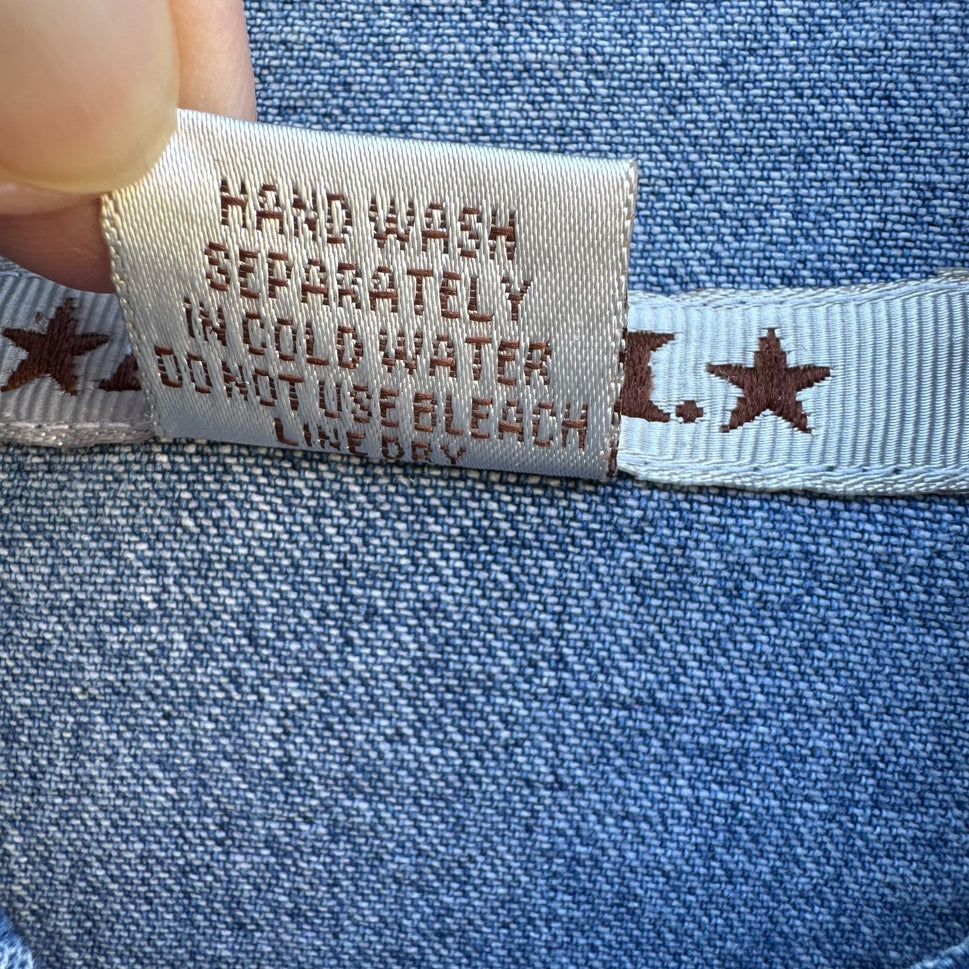 HAND WASH
SEPARATELY
IN COLD WATER
DO NOT USE BLEACH
LINE DRY